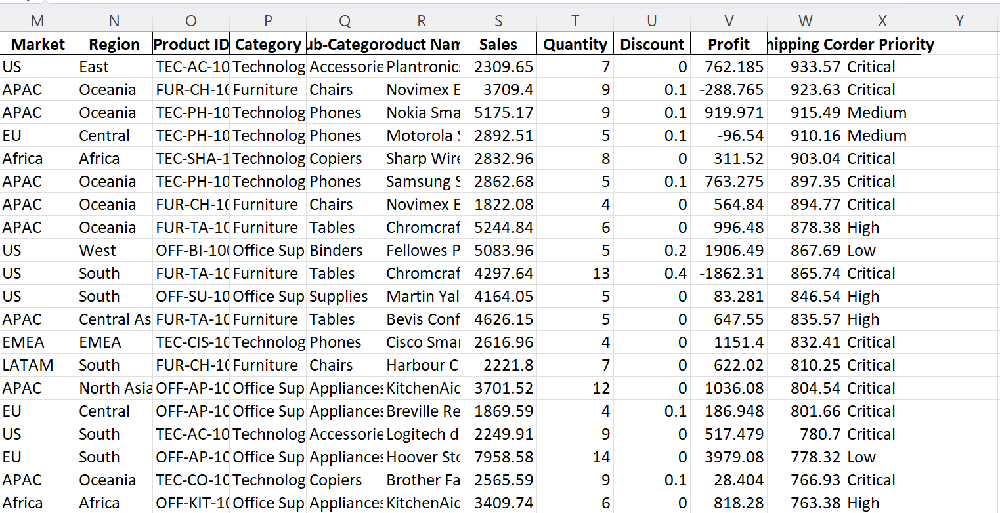 M N O P Q R S T U V W X Y
Market Region Product ID Category ub-Categor oduct Nam Sales Quantity Discount Profit hipping Co rder Priority
US East TEC-AC-10 Technolog Accessorie Plantronic 2309.65 7 0 762.185 933.57 Critical
APAC Oceania FUR-CH-10 Furniture Chairs Novimex E 3709.4 9 0.1 -288.765 923.63 Critical
APAC Oceania TEC-PH-10 Technolog Phones Nokia Sma 5175.17 9 0.1 919.971 915.49 Medium
EU Central TEC-PH-10 Technolog Phones Motorola S 2892.51 5 0.1 -96.54 910.16 Medium
Africa Africa TEC-SHA-1 Technolog Copiers Sharp Wire 2832.96 8 0 311.52 903.04 Critical
APAC Oceania TEC-PH-10 Technolog Phones Samsung S 2862.68 5 0.1 763.275 897.35 Critical
APAC Oceania FUR-CH-10 Furniture Chairs Novimex E 1822.08 4 0 564.84 894.77 Critical
APAC Oceania FUR-TA-10 Furniture Tables Chromcraf 5244.84 6 0 996.48 878.38 High
US West OFF-BI-100 Office Sup Binders Fellowes P 5083.96 5 0.2 1906.49 867.69 Low
US South FUR-TA-10 Furniture Tables Chromcraf 4297.64 13 0.4 -1862.31 865.74 Critical
US South OFF-SU-10 Office Sup Supplies Martin Yal 4164.05 5 0 83.281 846.54 High
APAC Central As FUR-TA-10 Furniture Tables Bevis Conf 4626.15 5 0 647.55 835.57 High
EMEA EMEA TEC-CIS-10 Technolog Phones Cisco Smar 2616.96 4 0 1151.4 832.41 Critical
LATAM South FUR-CH-10 Furniture Chairs Harbour C 2221.8 7 0 622.02 810.25 Critical
APAC North Asia OFF-AP-10 Office Sup Appliances KitchenAid 3701.52 12 0 1036.08 804.54 Critical
EU Central OFF-AP-10 Office Sup Appliances Breville Re 1869.59 4 0.1 186.948 801.66 Critical
US South TEC-AC-10 Technolog Accessorie Logitech d 2249.91 9 0 517.479 780.7 Critical
EU South OFF-AP-10 Office Sup Appliances Hoover Sto 7958.58 14 0 3979.08 778.32 Low
APAC Oceania TEC-CO-10 Technolog Copiers Brother Fa 2565.59 9 0.1 28.404 766.93 Critical
Africa Africa OFF-KIT-10 Office Sup Appliances KitchenAid 3409.74 6 0 818.28 763.38 High